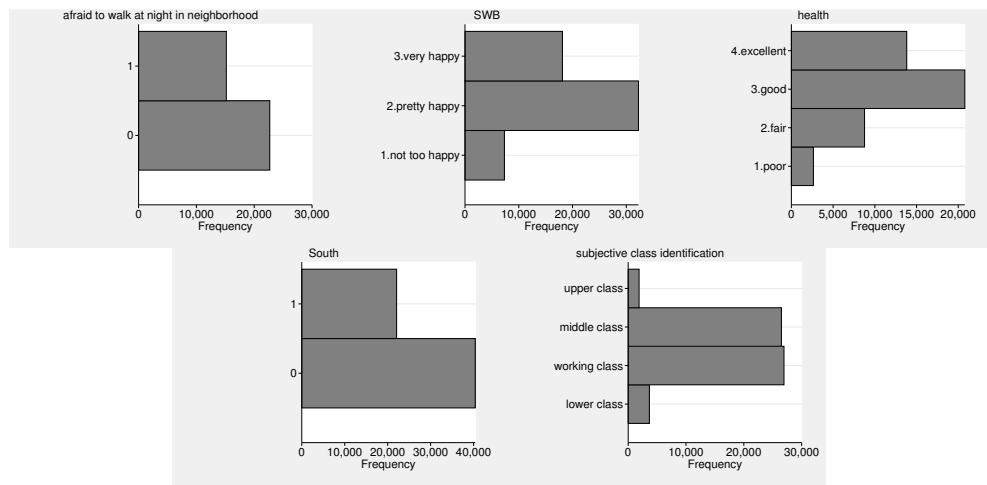 afraid to walk at night in neighborhood
1
0
0 10,000 20,000 30,000
Frequency
SWB
3.very happy
2.pretty happy
1.not too happy
0 10,000 20,000 30,000
Frequency
health
4.excellent
3.good
2.fair
1.poor
0 5,000 10,000 15,000 20,000
Frequency
South
1
0
0 10,000 20,000 30,000 40,000
Frequency
subjective class identification
upper class
middle class
working class
lower class
0 10,000 20,000 30,000
Frequency